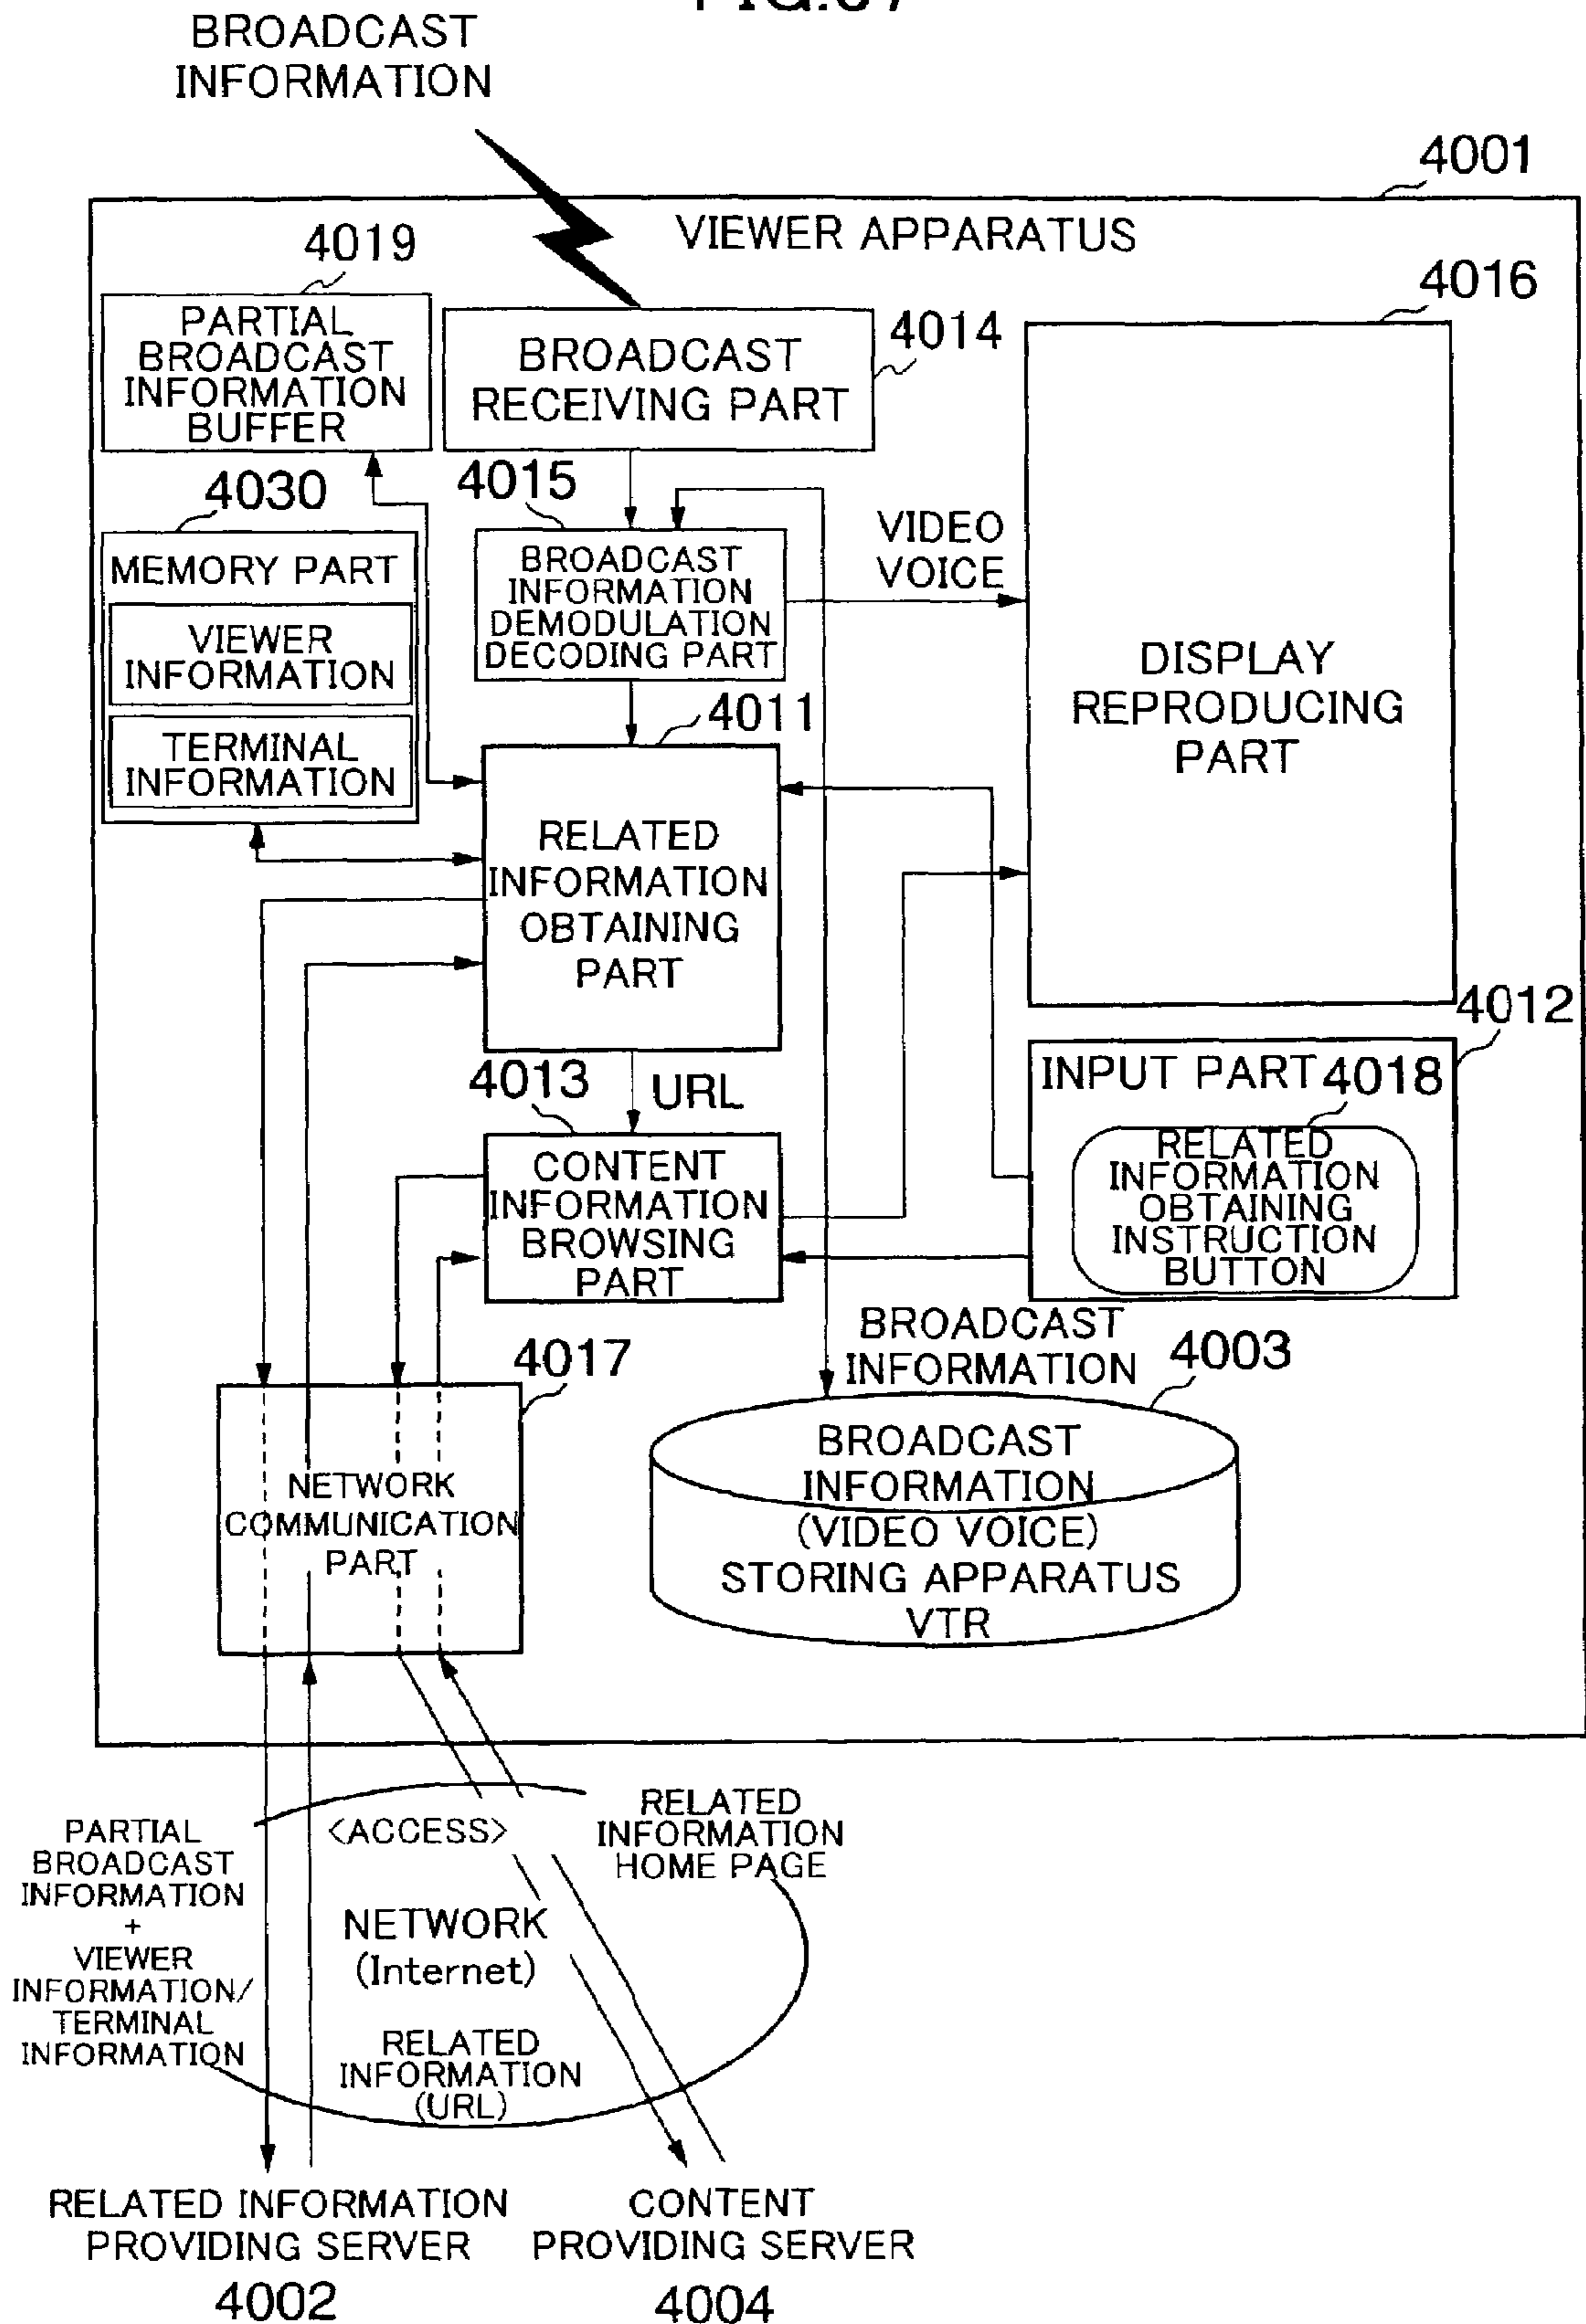 BROADCAST
INFORMATION
4001
VIEWER APPARATUS
4019
4016
PARTIAL
BROADCAST
INFORMATION
BUFFER
BROADCAST
RECEIVING PART
4014
4030
4015
MEMORY PART
VIEWER
INFORMATION
TERMINAL
INFORMATION
BROADCAST
INFORMATION
DEMODULATION
DECODING PART
VIDEO
VOICE
DISPLAY
REPRODUCING
PART
4011
RELATED
INFORMATION
OBTAINING
PART
4012
4013
URL
INPUT PART
4018
RELATED
INFORMATION
OBTAINING
INSTRUCTION
BUTTON
CONTENT
INFORMATION
BROWSING
PART
BROADCAST
INFORMATION
4003
4017
BROADCAST
INFORMATION
(VIDEO VOICE)
STORING APPARATUS
VTR
NETWORK
COMMUNICATION
PART
PARTIAL
BROADCAST
INFORMATION
+
VIEWER
INFORMATION/
TERMINAL
INFORMATION
<ACCESS>
RELATED
INFORMATION
HOME PAGE
NETWORK
(Internet)
RELATED
INFORMATION
(URL)
RELATED INFORMATION
PROVIDING SERVER
4002
CONTENT
PROVIDING SERVER
4004